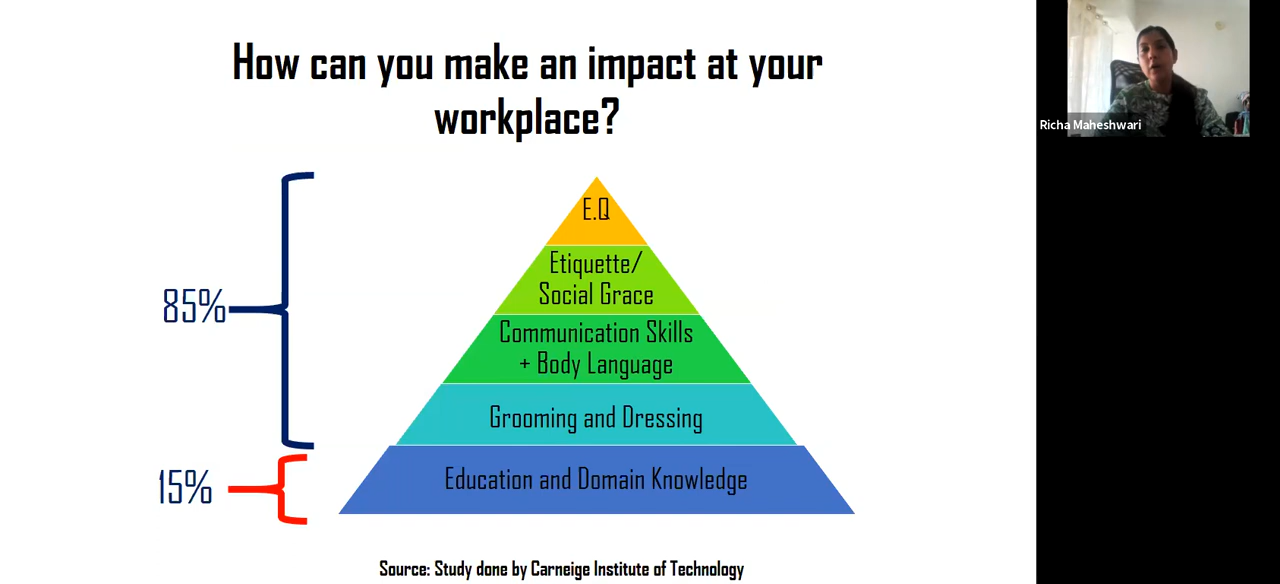 How can you make an impact at your
workplace?
Richa Maheshwari
E.Q
Etiquette/
Social Grace
85%
Communication Skills
+ Body Language
Grooming and Dressing
15%
Education and Domain Knowledge
Source: Study done by Carneige Institute of Technology